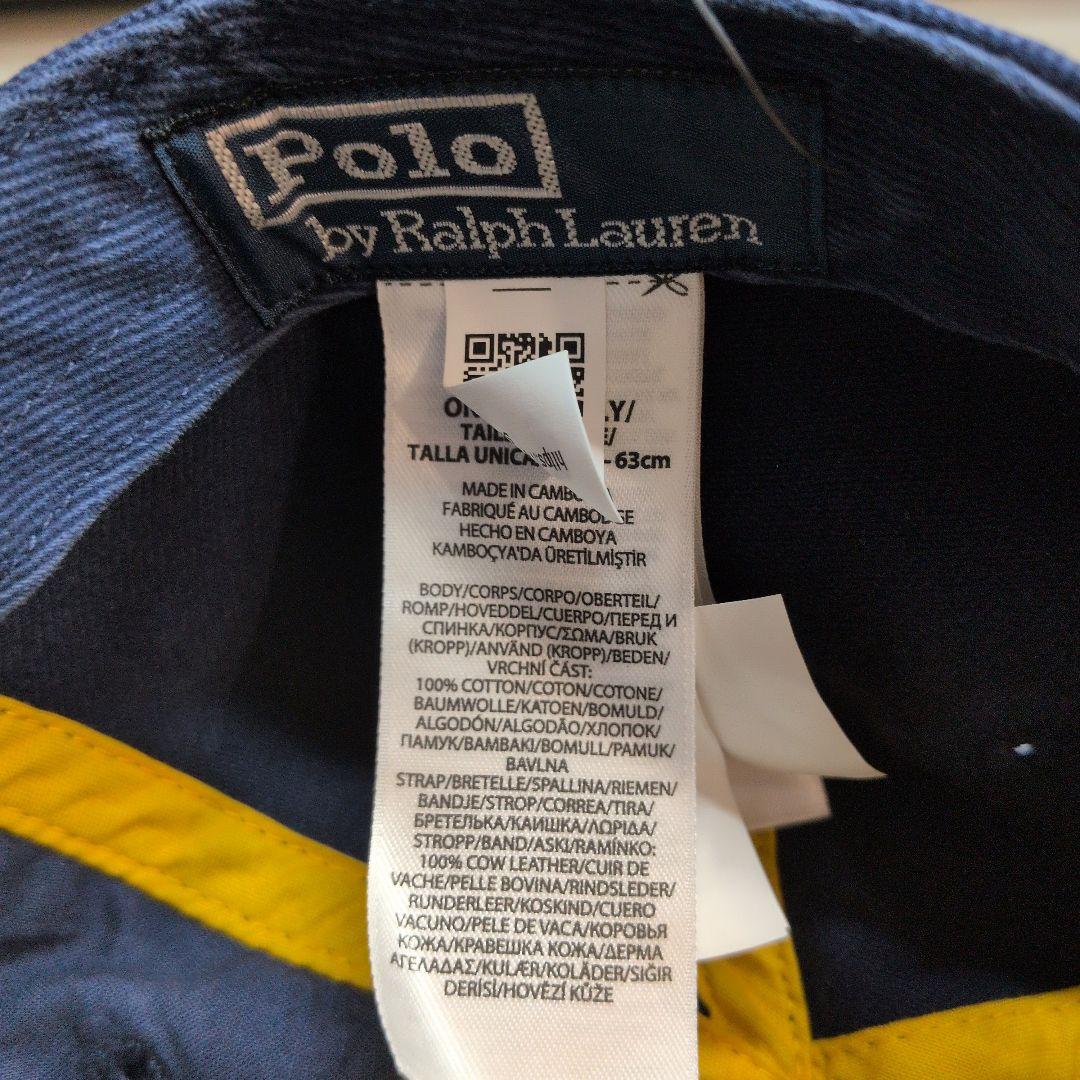 Polo
by Ralph Lauren
TALLA UNICA - 63cm
MADE IN
FABRIQUÉ AU
HECHO EN CAMBOYA
KAMBOÇYA'DA ÜRETİLMİŞTİR
BODY/CORPS/CORPO/OBERTEIL/
ROMP/HOVEDDEL/CUERPO/ПЕРЕД И
СПИНКА/КОРПУС/ΣΩΜΑ/BRUK
(KROPP)/ANVÄND (KROPP)/BEDEN/
VRCHNÍ ČÁST:
100% COTTON/COTON/COTONE/
BAUMWOLLE/KATOEN/BOMULD/
ALGODÓN/ALGODÃO/ХЛОПОК/
ПАМУК/ΒΑΜΒΑΚΙ/BOMULL/PAMUK/
BAVLNA
STRAP/BRETELLE/SPALLINA/RIEMEN/
BANDJE/STROP/CORREA/TIRA/
БРЕТЕЛЬКА/КАИШКА/ΛΩΡΙΔΑ/
STROPP/BAND/ASKI/RAMÍNKO:
100% COW LEATHER/CUIR DE
VACHE/PELLE BOVINA/RINDSLEDER/
RUNDERLEER/KOSKIND/CUERO
VACUNO/PELE DE VACA/КОРОВЬЯ
КОЖА/КРАВЕШКА КОЖА/ΔΕΡΜΑ
ΑΓΕΛΑΔΑΣ/KULÆR/KOLÄDER/SIĞIR
DERİSİ/HOVĚZÍ KŮŽE